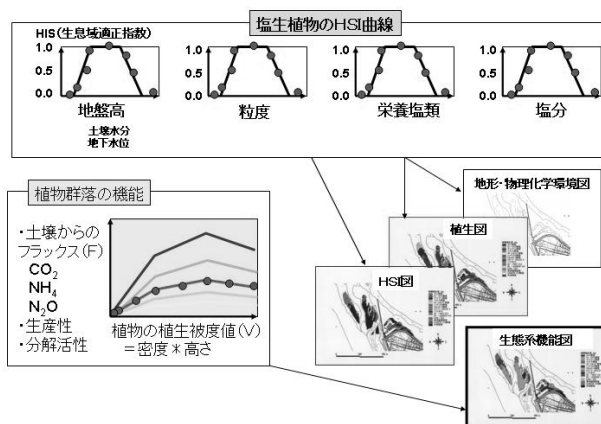 塩生植物のHSI曲線
HIS(生息域適正指数)
1.0
0.5
0.0
1.0
0.5
0.0
1.0
0.5
0.0
1.0
0.5
0.0
地盤高
粒度
栄養塩類
塩分
土壌水分
地下水位
植物群落の機能
・土壌からの
フラックス(F)
CO2
NH4
N2O
・生産性
・分解活性
植物の植生被度値(V)
=密度*高さ
地形・物理化学環境図
植生図
HSI図
生態系機能図